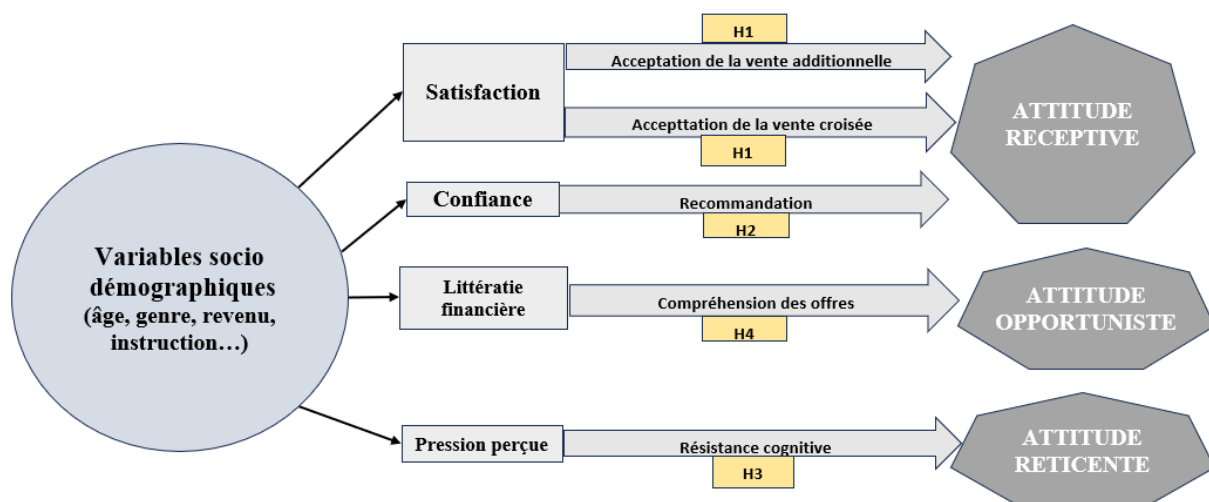 H1
Acceptation de la vente additionnelle
Satisfaction
Accepttation de la vente croisée
H1
ATTITUDE
RECEPTIVE
Confiance
Recommandation
H2
Variables socio
démographiques
(âge, genre, revenu,
instruction…)
Littératie
financière
Compréhension des offres
H4
ATTITUDE
OPPORTUNISTE
Pression perçue
Résistance cognitive
H3
ATTITUDE
RETICENTE